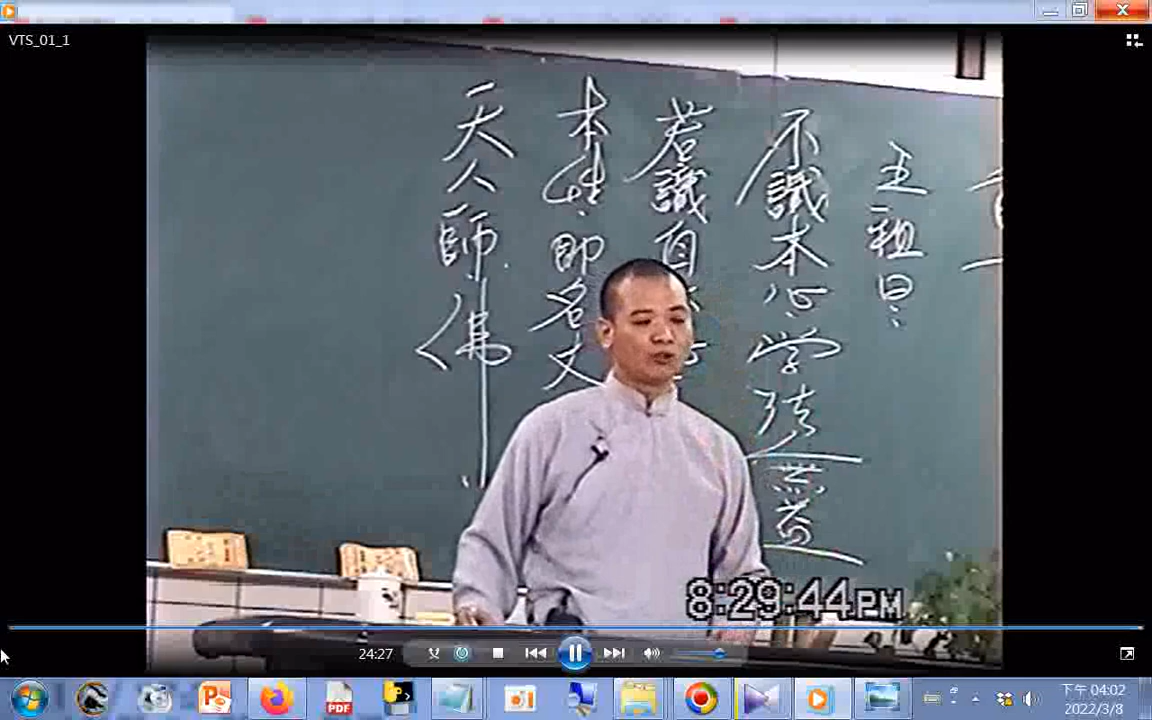 VTS_01_1
五祖曰:
不識本心学法無益
若識自
本性、即名丈
天人師、佛
8:29:44PM
24:27
PDF
下午 04:02
2022/3/8